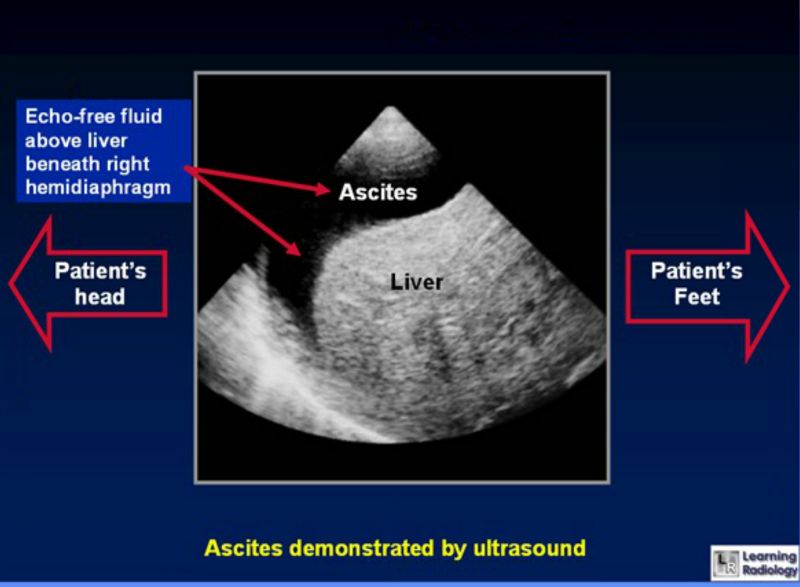 Echo-free fluid
above liver
beneath right
hemidiaphragm
Ascites
Patient's
head
Liver
Patient's
Feet
Ascites demonstrated by ultrasound
LR
Learning
Radiology